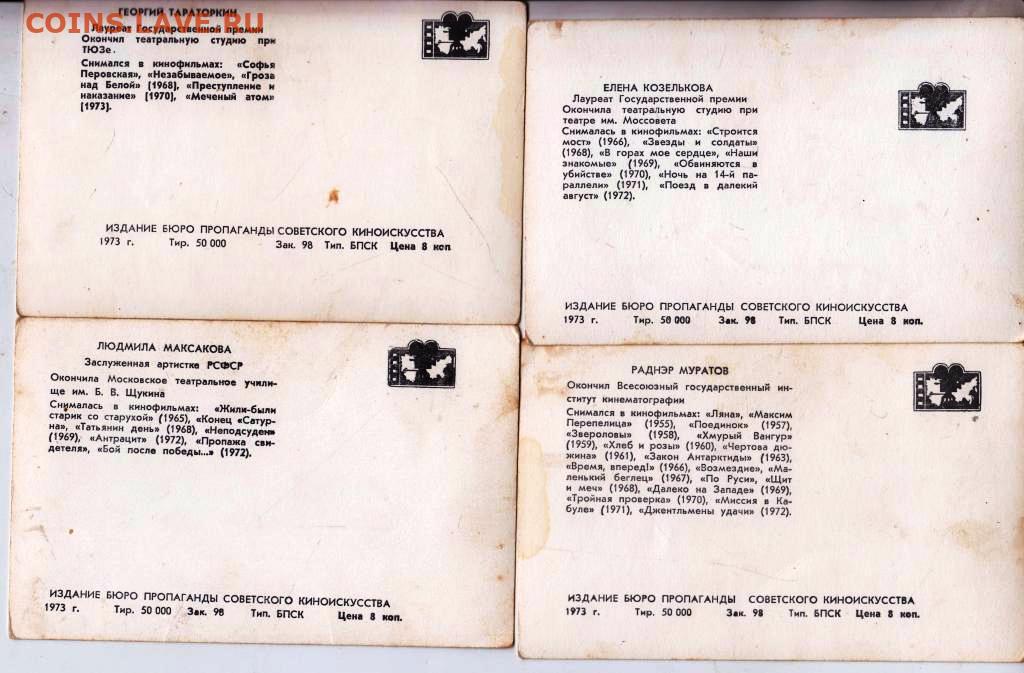 COINS.LAVE.RU
ГЕОРГИЙ ТАРАТОРКИН
Лауреат Государственной премии
Окончил театральную студию при
ТЮЗе.
Снимался в кинофильмах: «Софья
Перовская», «Незабываемое», «Гроза
над Белой» (1968), «Преступление и
наказание» (1970), «Меченый атом»
(1973).
ИЗДАНИЕ БЮРО ПРОПАГАНДЫ СОВЕТСКОГО КИНОИСКУССТВА
1973 г. Тир. 50 000 Зак. 98 Тип. БПСК Цена 8 коп
ЕЛЕНА КОЗЕЛЬКОВА
Лауреат Государственной премии
Окончила театральную студию при
театре им. Моссовета
Снималась в кинофильмах: «Строится
мост» (1966), «Звезды и солдаты»
(1968), «В горах мое сердце», «Наши
знакомые» (1969), «Обвиняются в
убийстве» (1970), «Ночь на 14-й па-
раллели» (1971), «Поезд в далекий
август» (1972).
ИЗДАНИЕ БЮРО ПРОПАГАНДЫ СОВЕТСКОГО КИНОИСКУССТВА
1973 г. Тир. 50 000 Зак. 98 Тип. БПСК Цена 8 коп.
ЛЮДМИЛА МАКСАКОВА
Заслуженная артистка РСФСР
Окончила Московское театральное учили-
ще им. Б. В. Щукина
Снималась в кинофильмах: «Жили-были
старик со старухой» (1965), «Конец «Сатур-
на», «Татьянин день» (1968), «Неподсуден»
(1969), «Антрацит» (1972), «Пропажа сви-
детеля», «Бой после победы...» (1972).
ИЗДАНИЕ БЮРО ПРОПАГАНДЫ СОВЕТСКОГО КИНОИСКУССТВА
1973 г. Тир. 50 000 Зак. 98 Тип. БПСК Цена 8 коп.
РАДНЭР МУРАТОВ
Окончил Всесоюзный государственный ин-
ститут кинематографии
Снимался в кинофильмах: «Ляна», «Максим
Перепелица» (1955), «Поединок» (1957),
«Звероловы» (1958), «Хмурый Вангур»
(1959), «Хлеб и розы» (1960), «Чертова дю-
жина» (1961), «Закон Антарктиды» (1963),
«Время, вперед!» (1966), «Возмездие», «Ма-
ленький беглец» (1967), «По Руси», «Щит
и меч» (1968), «Далеко на Западе» (1969),
«Тройная проверка» (1970), «Миссия в Ка-
буле» (1971), «Джентльмены удачи» (1972).
ИЗДАНИЕ БЮРО ПРОПАГАНДЫ СОВЕТСКОГО КИНОИСКУССТВА
1973 г. Тир. 50 000 Зак. 98 Тип. БПСК Цена 8 коп.